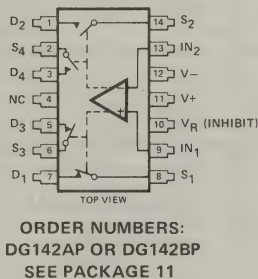 D2 1 14 S2
S4 2 13 IN2
D4 3 12 V−
NC 4 11 V+
D3 5 10 VR (INHIBIT)
S3 6 9 IN1
D1 7 8 S1
− +
TOP VIEW
ORDER NUMBERS:
DG142AP OR DG142BP
SEE PACKAGE 11